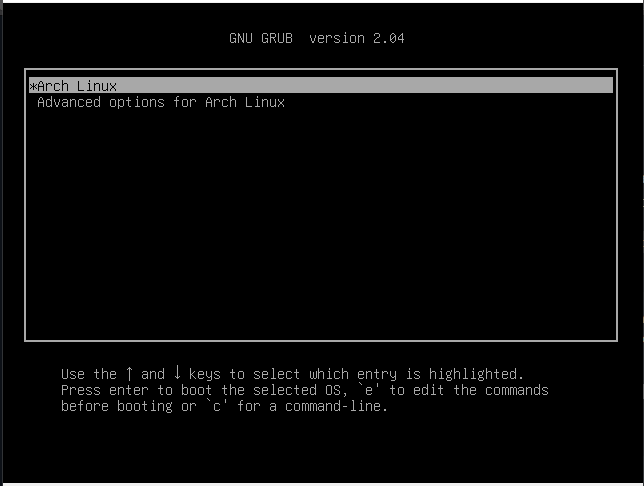 GNU GRUB  version 2.04
*Arch Linux
Advanced options for Arch Linux
Use the ↑ and ↓ keys to select which entry is highlighted.
Press enter to boot the selected OS, `e' to edit the commands
before booting or `c' for a command-line.